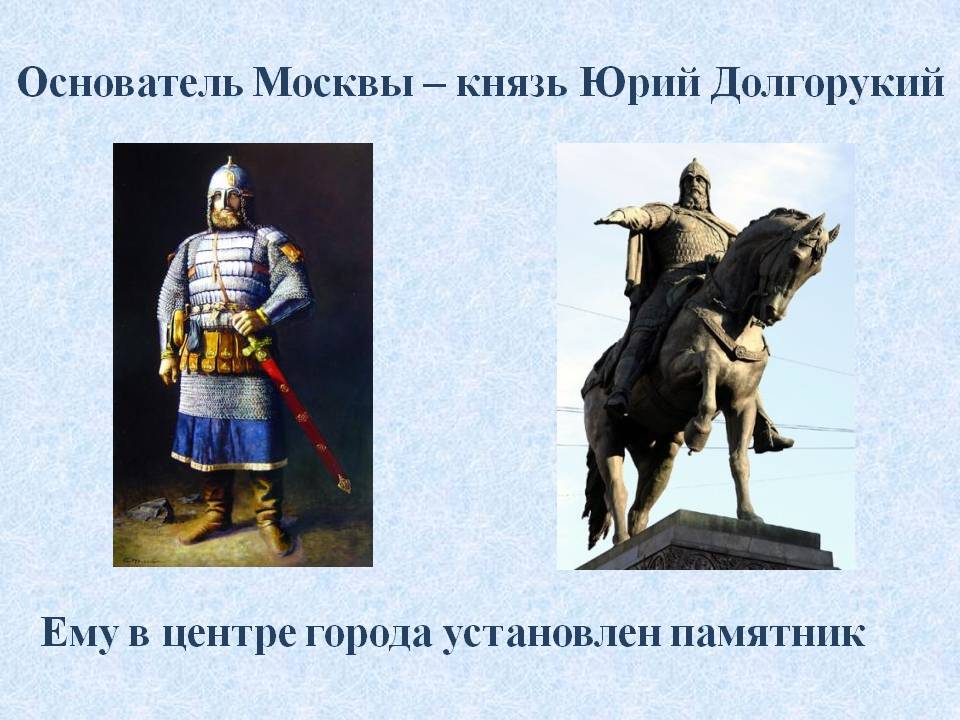 Основатель Москвы – князь Юрий Долгорукий
Ему в центре города установлен памятник